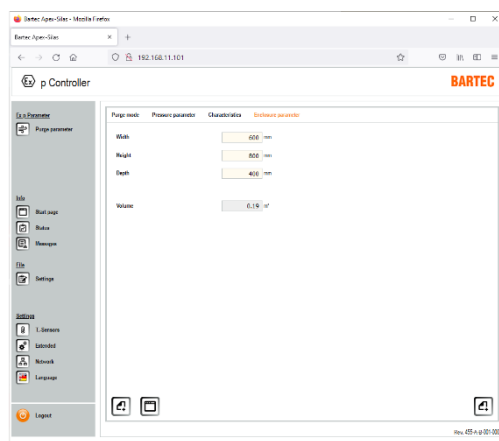 Bartec Apex-Silas - Mozilla Firefox
Bartec Apex-Silas
192.168.11.101
Ex p Controller
BARTEC
Ex p Parameter
Purge parameter
Info
Start page
Status
Messages
File
Settings
Settings
T.-Sensors
Extended
Network
Language
Logout
Purge mode Pressure parameter Characteristics Enclosure parameter
Width 600 mm
Height 800 mm
Depth 400 mm
Volume 0.19 m³